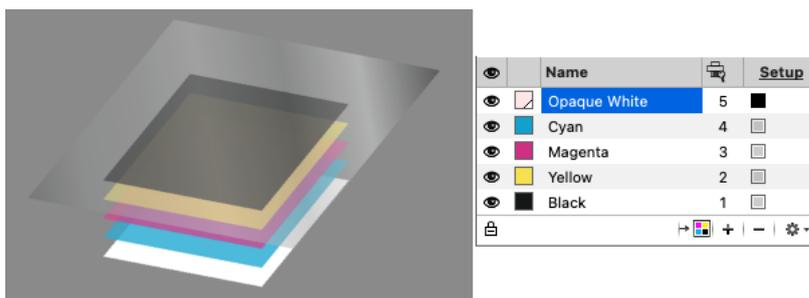 Name Setup
Opaque White 5
Cyan 4
Magenta 3
Yellow 2
Black 1